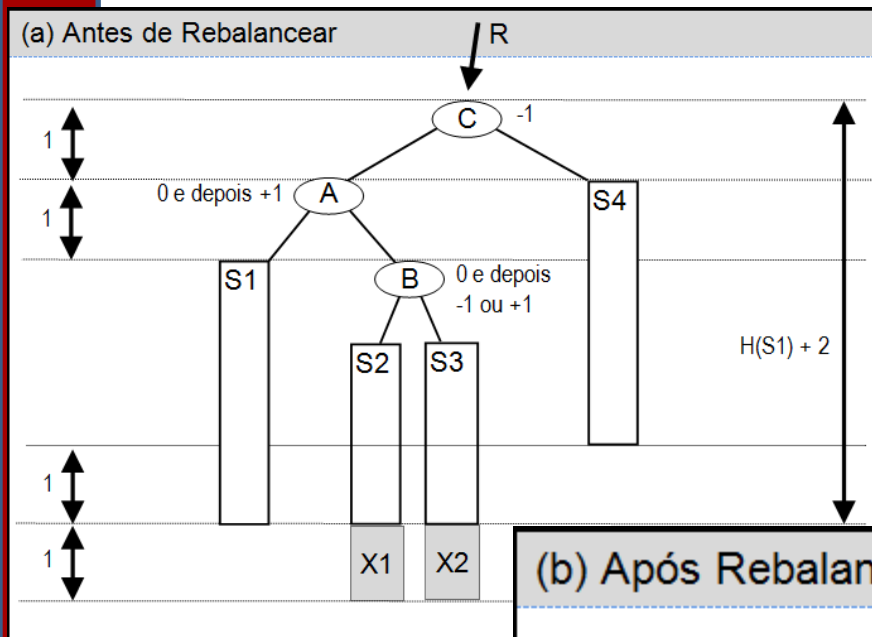 (a) Antes de Rebalancear
R
C
-1
1
0 e depois +1
A
S4
1
S1
B
0 e depois
-1 ou +1
S2
S3
H(S1) + 2
1
1
X1
X2
(b) Após Rebalan